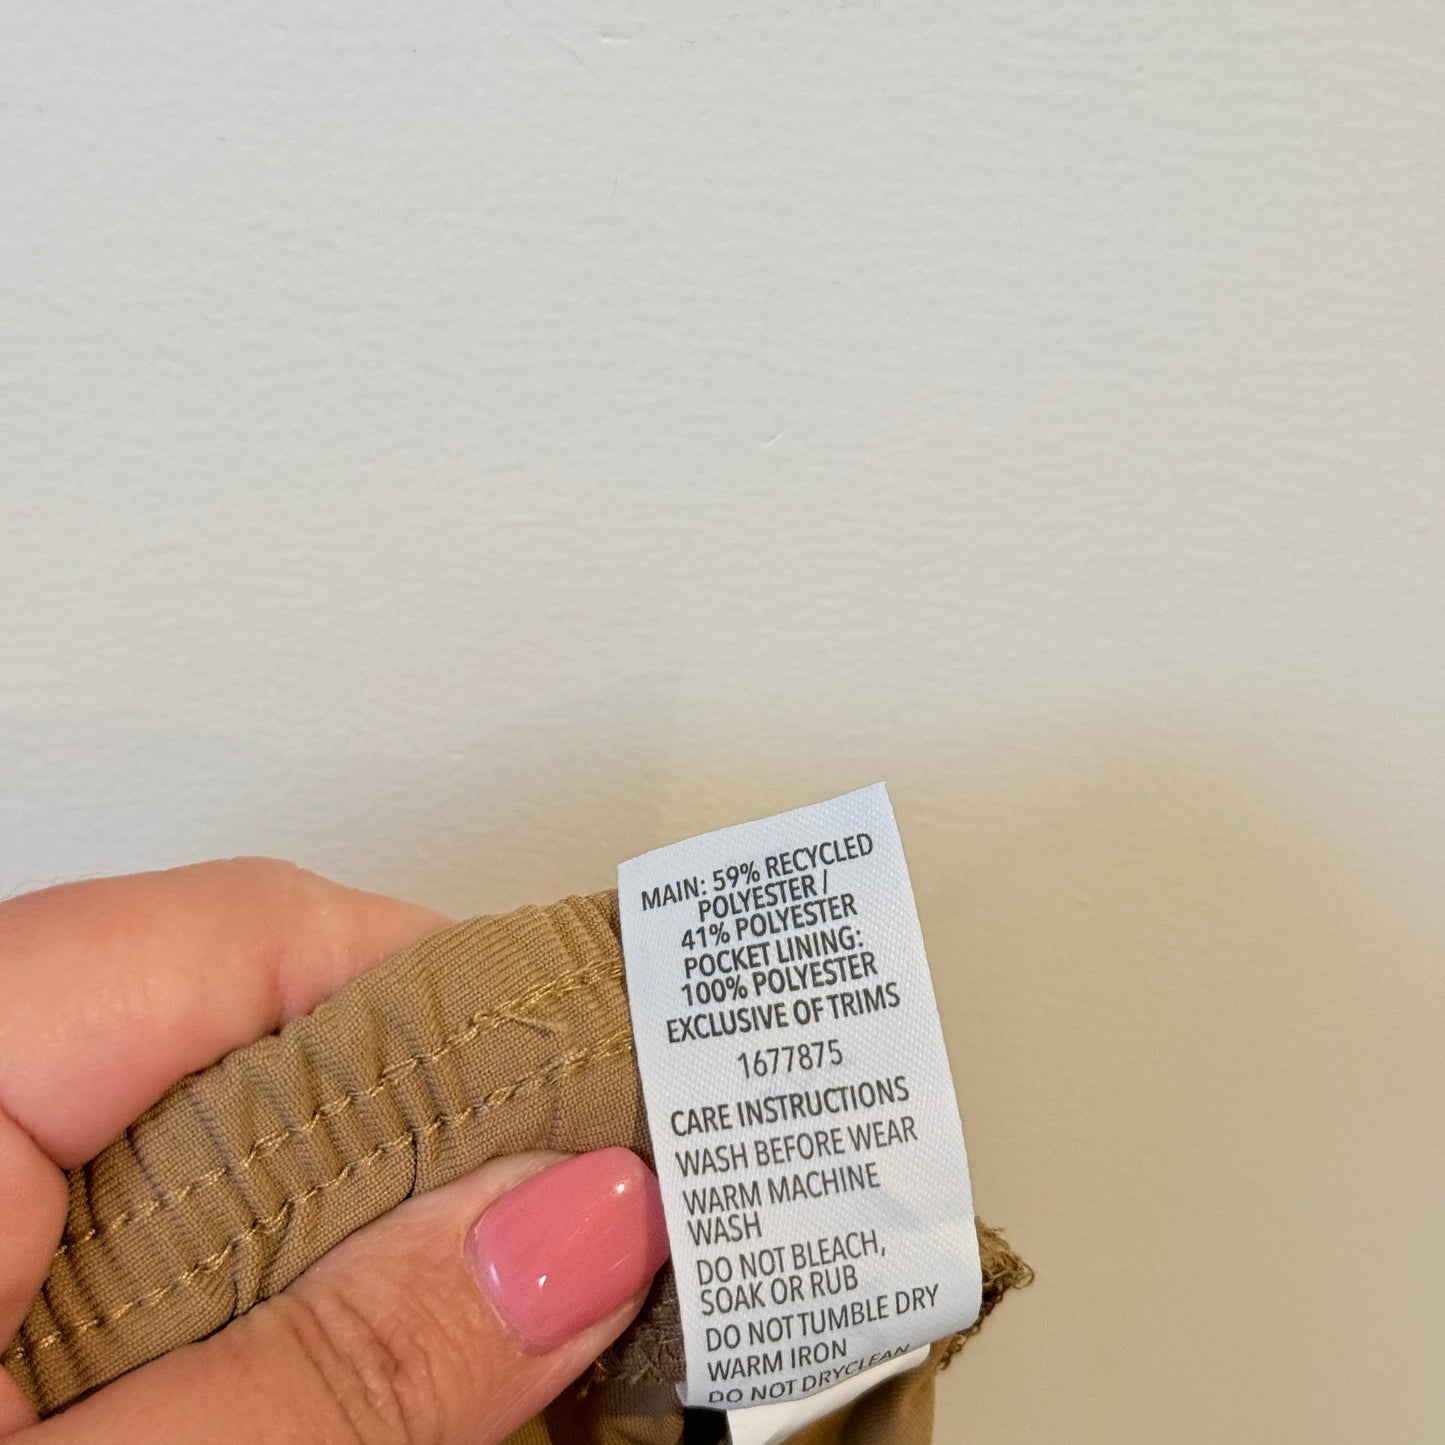 MAIN: 59% RECYCLED
POLYESTER /
41% POLYESTER
POCKET LINING:
100% POLYESTER
EXCLUSIVE OF TRIMS
1677875
CARE INSTRUCTIONS
WASH BEFORE WEAR
WARM MACHINE
WASH
DO NOT BLEACH,
SOAK OR RUB
DO NOT TUMBLE DRY
WARM IRON
DO NOT DRYCLEAN